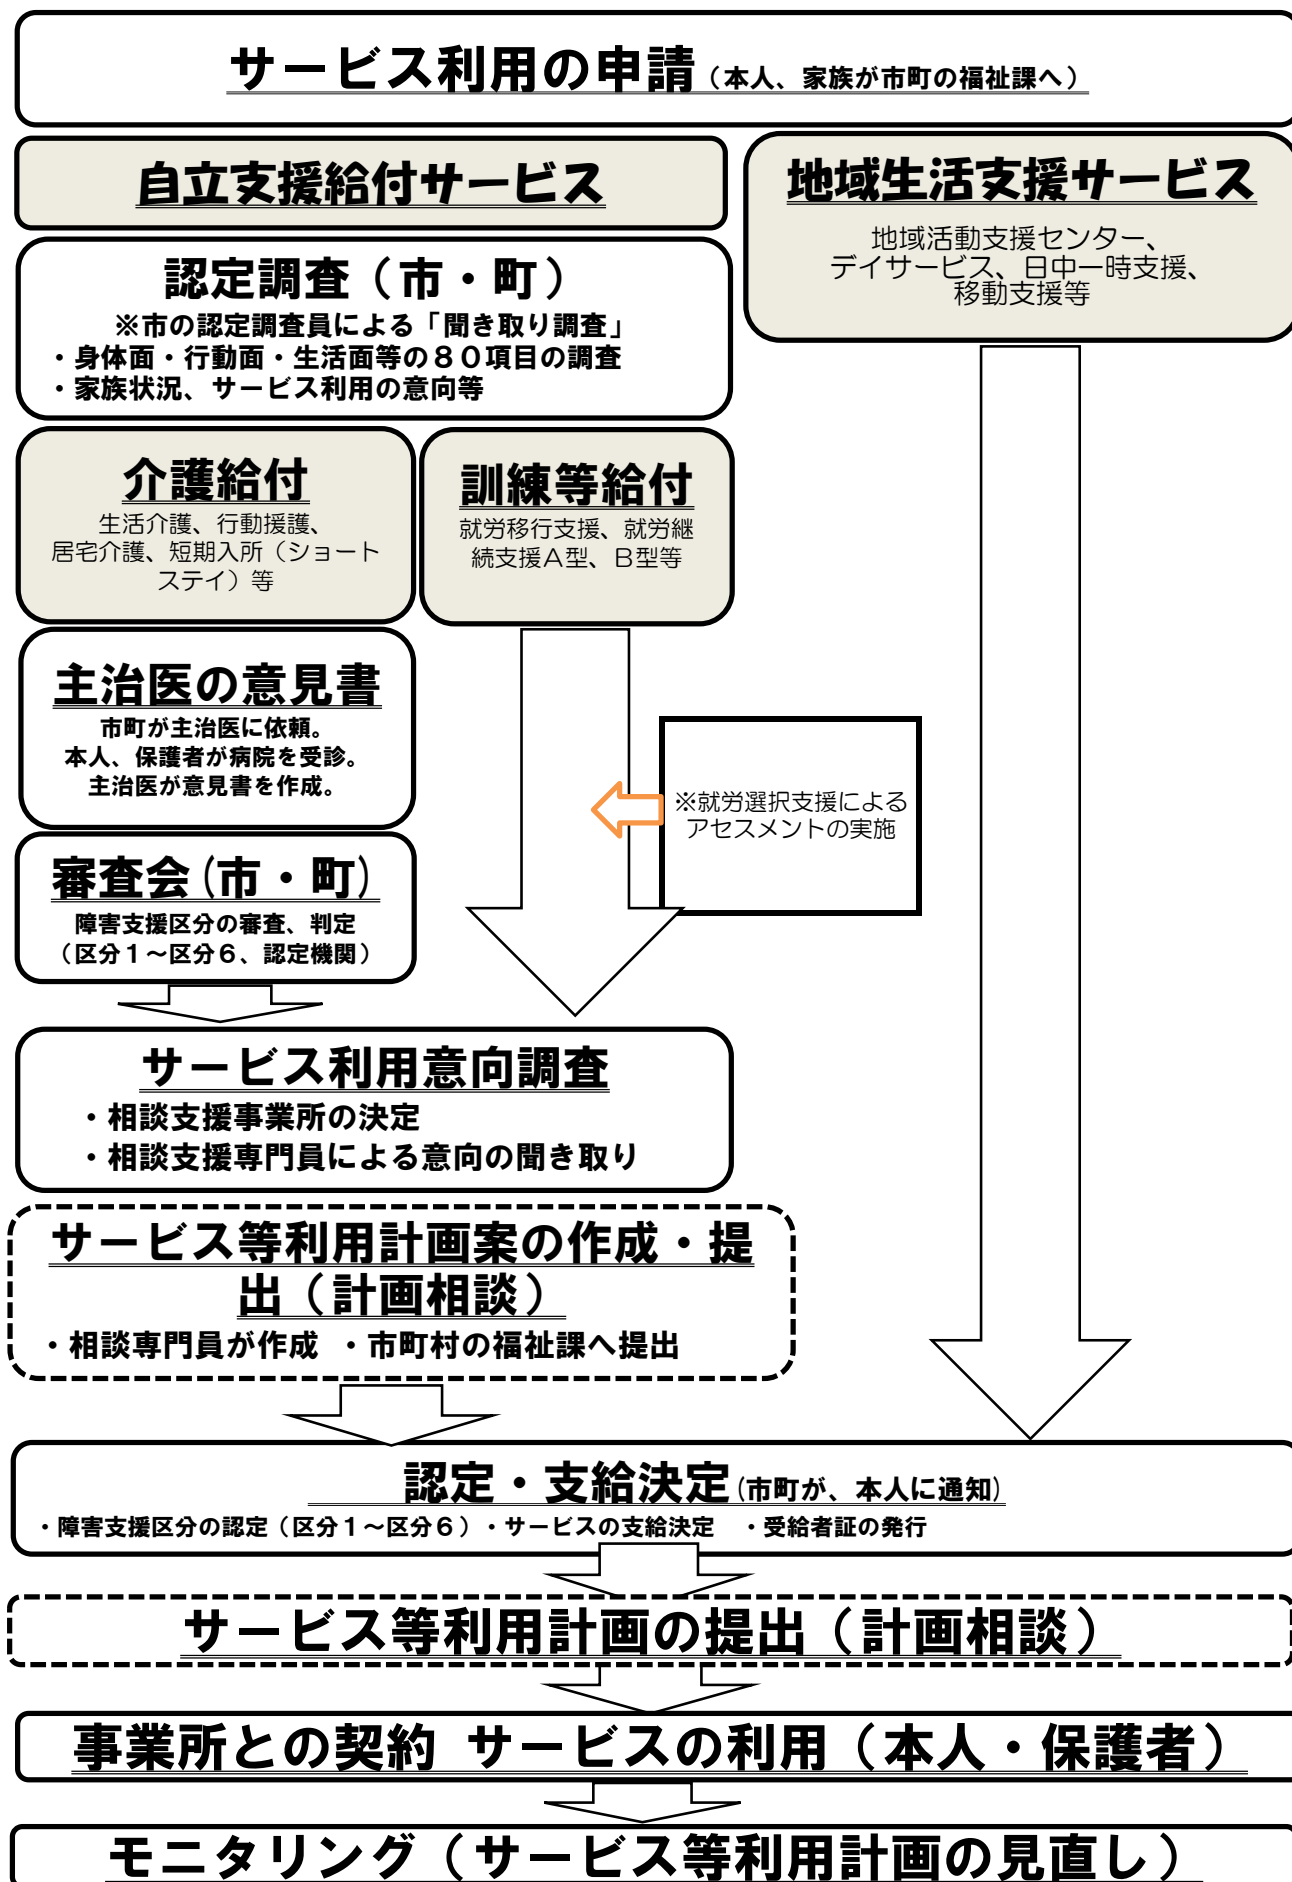 サービス利用の申請（本人、家族が市町の福祉課へ）
自立支援給付サービス
地域生活支援サービス
地域活動支援センター、
デイサービス、日中一時支援、
移動支援等
認定調査（市・町）
※市の認定調査員による「聞き取り調査」
・身体面・行動面・生活面等の８０項目の調査
・家族状況、サービス利用の意向等
介護給付
生活介護、行動援護、
居宅介護、短期入所（ショート
ステイ）等
訓練等給付
就労移行支援、就労継
続支援Ａ型、Ｂ型等
主治医の意見書
市町が主治医に依頼。
本人、保護者が病院を受診。
主治医が意見書を作成。
※就労選択支援による
アセスメントの実施
審査会(市・町)
障害支援区分の審査、判定
（区分１～区分６、認定機関）
サービス利用意向調査
・相談支援事業所の決定
・相談支援専門員による意向の聞き取り
サービス等利用計画案の作成・提
出（計画相談）
・相談専門員が作成　・市町村の福祉課へ提出
認定・支給決定(市町が、本人に通知)
・障害支援区分の認定（区分１～区分６）・サービスの支給決定　・受給者証の発行
サービス等利用計画の提出（計画相談）
事業所との契約 サービスの利用（本人・保護者）
モニタリング（サービス等利用計画の見直し）